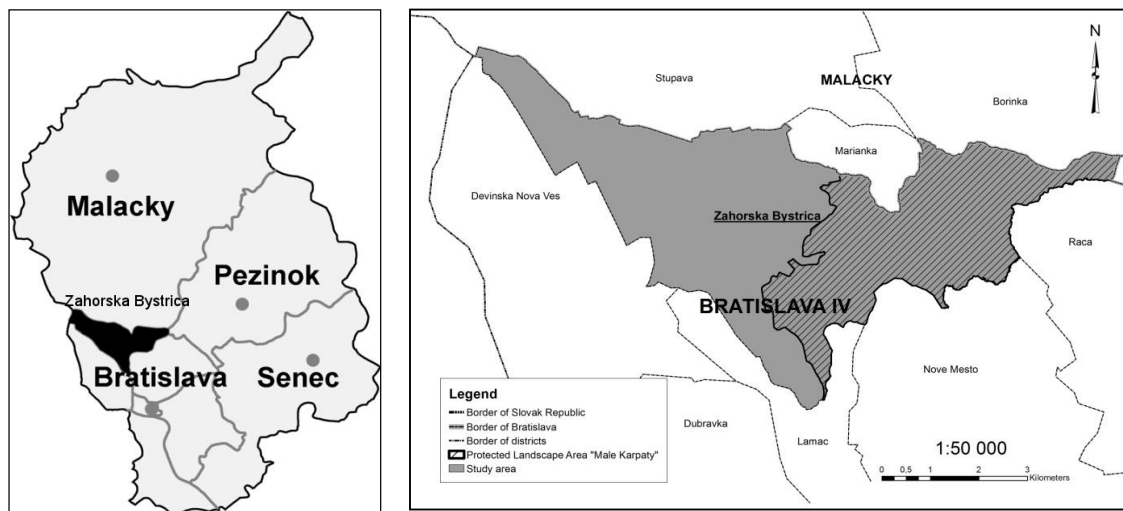 Malacky
Pezinok
Zahorska Bystrica
Bratislava
Senec
N
Stupava
MALACKY
Borinka
Marianka
Devinska Nova Ves
Zahorska Bystrica
Raca
BRATISLAVA IV
Nove Mesto
Dubravka
Lamac
Legend
Border of Slovak Republic
Border of Bratislava
Border of districts
Protected Landscape Area "Male Karpaty"
Study area
1:50 000
0 0,5 1 2 3
Kilometers